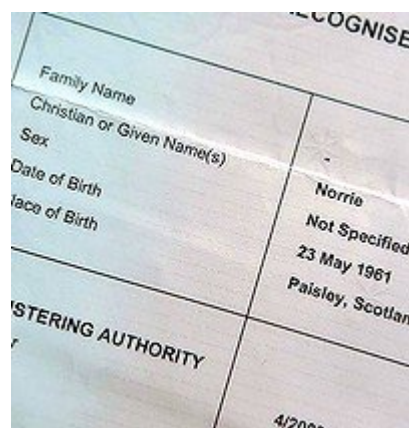 RECOGNISE
Family Name -
Christian or Given Name(s) Norrie
Sex Not Specified
Date of Birth 23 May 1961
lace of Birth Paisley, Scotlan
STERING AUTHORITY